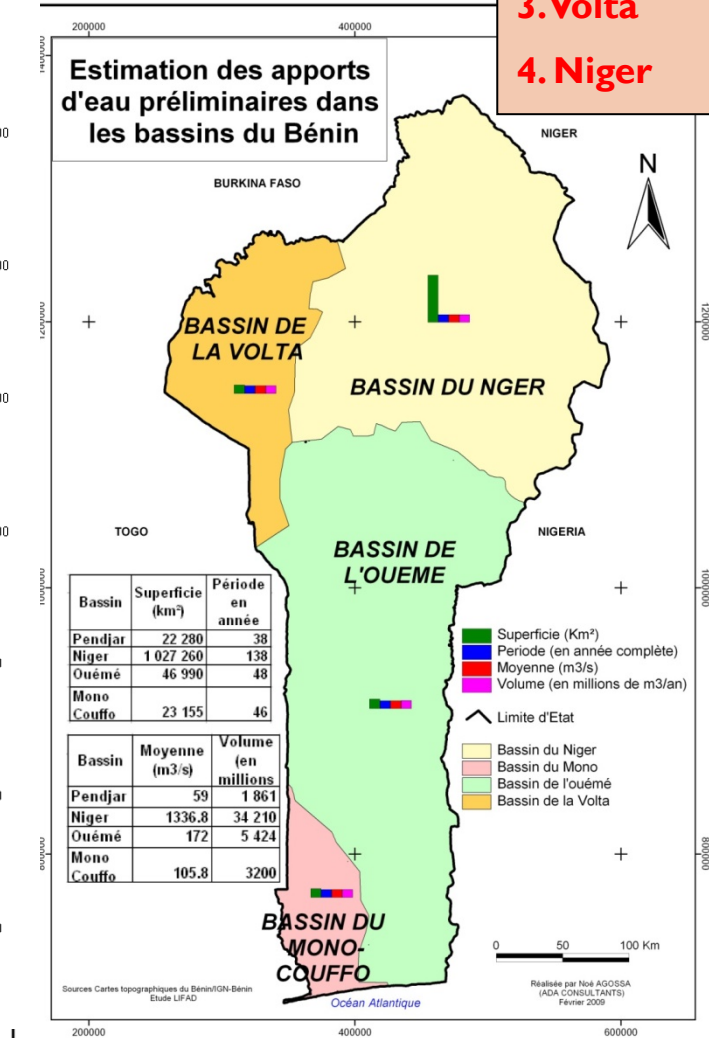 3. Volta
4. Niger
200000
400000
Estimation des apports
d'eau préliminaires dans
les bassins du Bénin
NIGER
BURKINA FASO
N
BASSIN DE
LA VOLTA
BASSIN DU NGER
TOGO
NIGERIA
BASSIN DE
L'OUEME
Bassin Superficie (km²) Période en année
Pendjar 22 280 38
Niger 1 027 260 138
Ouémé 46 990 48
Mono Couffo 23 155 46
Superficie (Km²)
Periode (en année complète)
Moyenne (m3/s)
Volume (en millions de m3/an)
Limite d'Etat
Bassin du Niger
Bassin du Mono
Bassin de l'ouémé
Bassin de la Volta
Bassin Moyenne (m3/s) Volume (en millions
Pendjar 59 1 861
Niger 1336.8 34 210
Ouémé 172 5 424
Mono Couffo 105.8 3200
BASSIN DU
MONO-
COUFFO
0 50 100 Km
Sources Cartes topographiques du Bénin/IGN-Bénin
Etude LIFAD
Océan Atlantique
Réalisée par Noé AGOSSA
(ADA CONSULTANTS)
Février 2009
200000
400000
600000